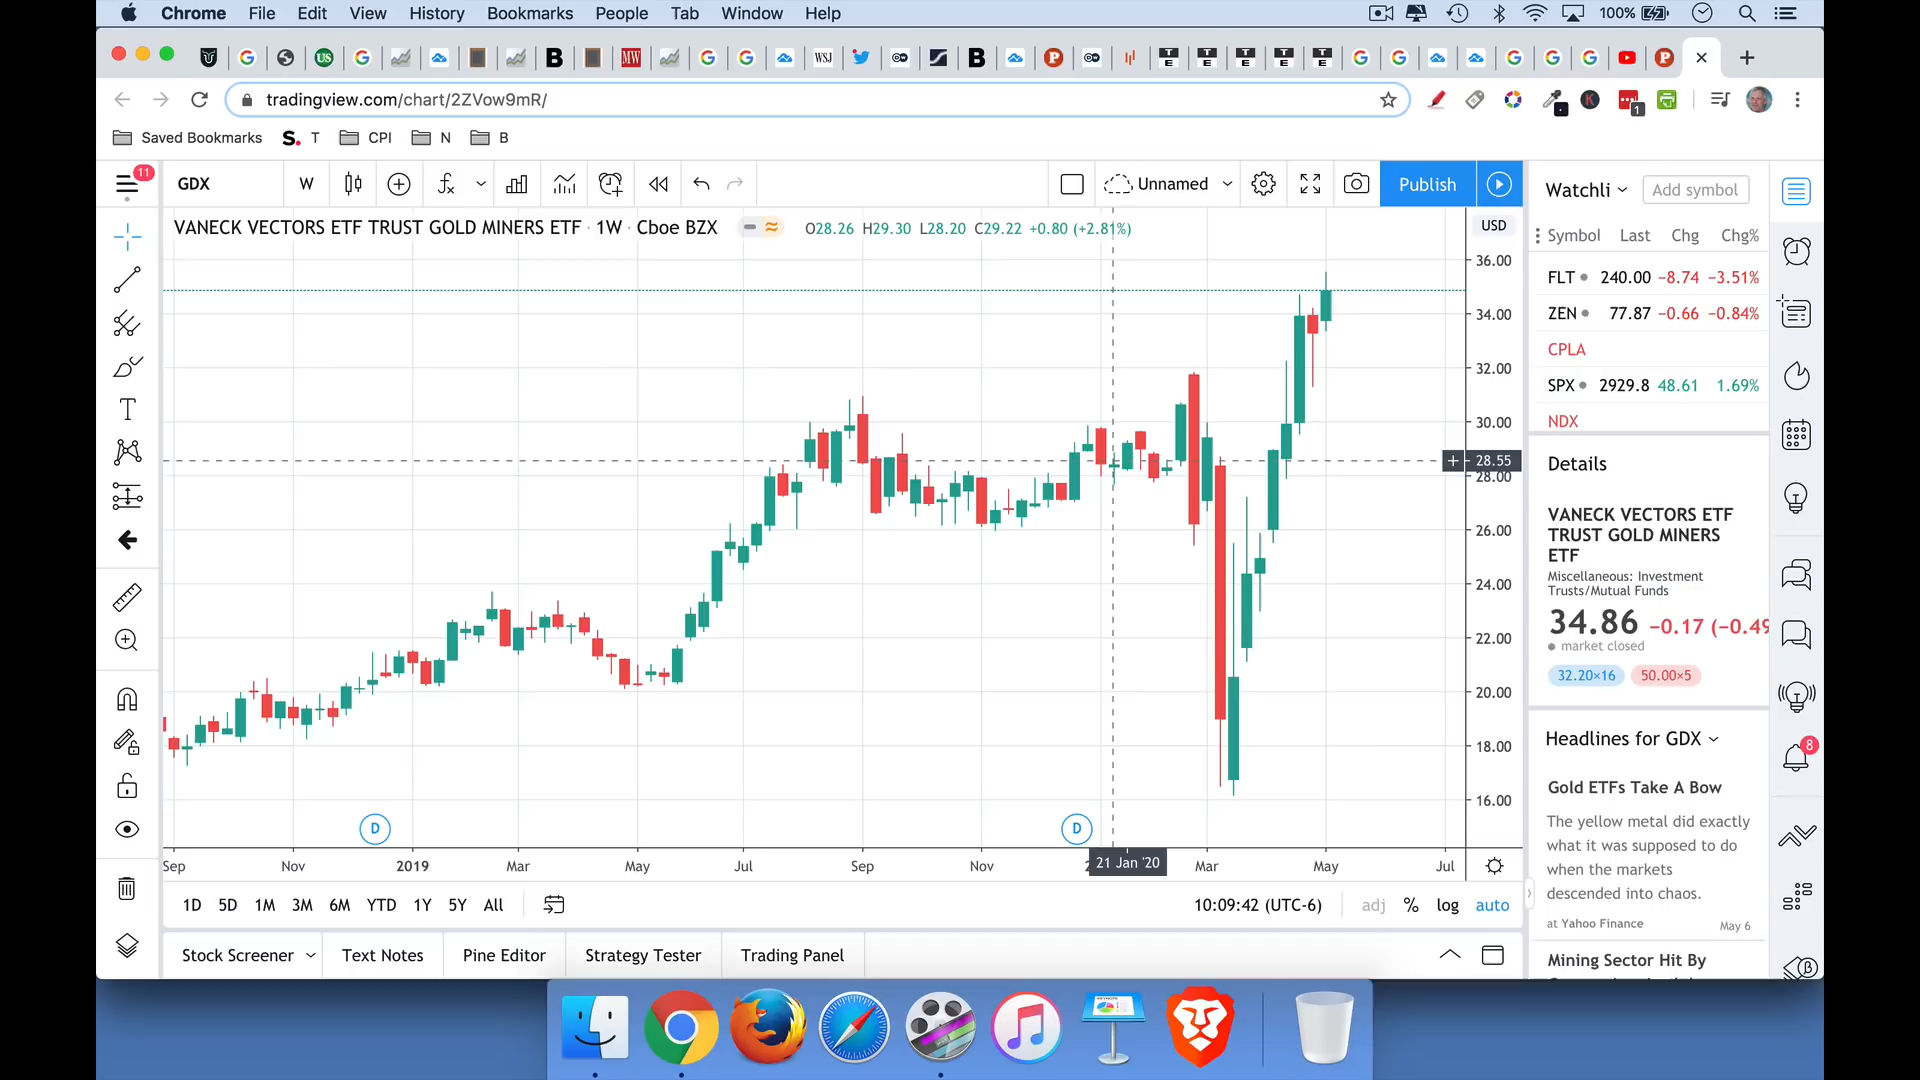 Chrome File Edit View History Bookmarks People Tab Window Help 100%
tradingview.com/chart/2ZVow9mR/
1
Saved Bookmarks S. T CPI N B
11
GDX W Unnamed Publish
VANECK VECTORS ETF TRUST GOLD MINERS ETF · 1W · Cboe BZX O28.26 H29.30 L28.20 C29.22 +0.80 (+2.81%)
USD
36.00
34.00
32.00
30.00
28.55
28.00
26.00
24.00
22.00
20.00
18.00
16.00
D D
Sep Nov 2019 Mar May Jul Sep Nov 21 Jan '20 Mar May Jul
1D 5D 1M 3M 6M YTD 1Y 5Y All 10:09:42 (UTC-6) adj % log auto
Stock Screener Text Notes Pine Editor Strategy Tester Trading Panel
Watchli Add symbol
Symbol Last Chg Chg%
FLT 240.00 −8.74 −3.51%
ZEN 77.87 −0.66 −0.84%
CPLA
SPX 2929.8 48.61 1.69%
NDX
Details
VANECK VECTORS ETF
TRUST GOLD MINERS
ETF
Miscellaneous: Investment
Trusts/Mutual Funds
34.86 −0.17 (−0.49
market closed
32.20×16 50.00×5
Headlines for GDX
8
Gold ETFs Take A Bow
The yellow metal did exactly
what it was supposed to do
when the markets
descended into chaos.
at Yahoo Finance May 6
Mining Sector Hit By